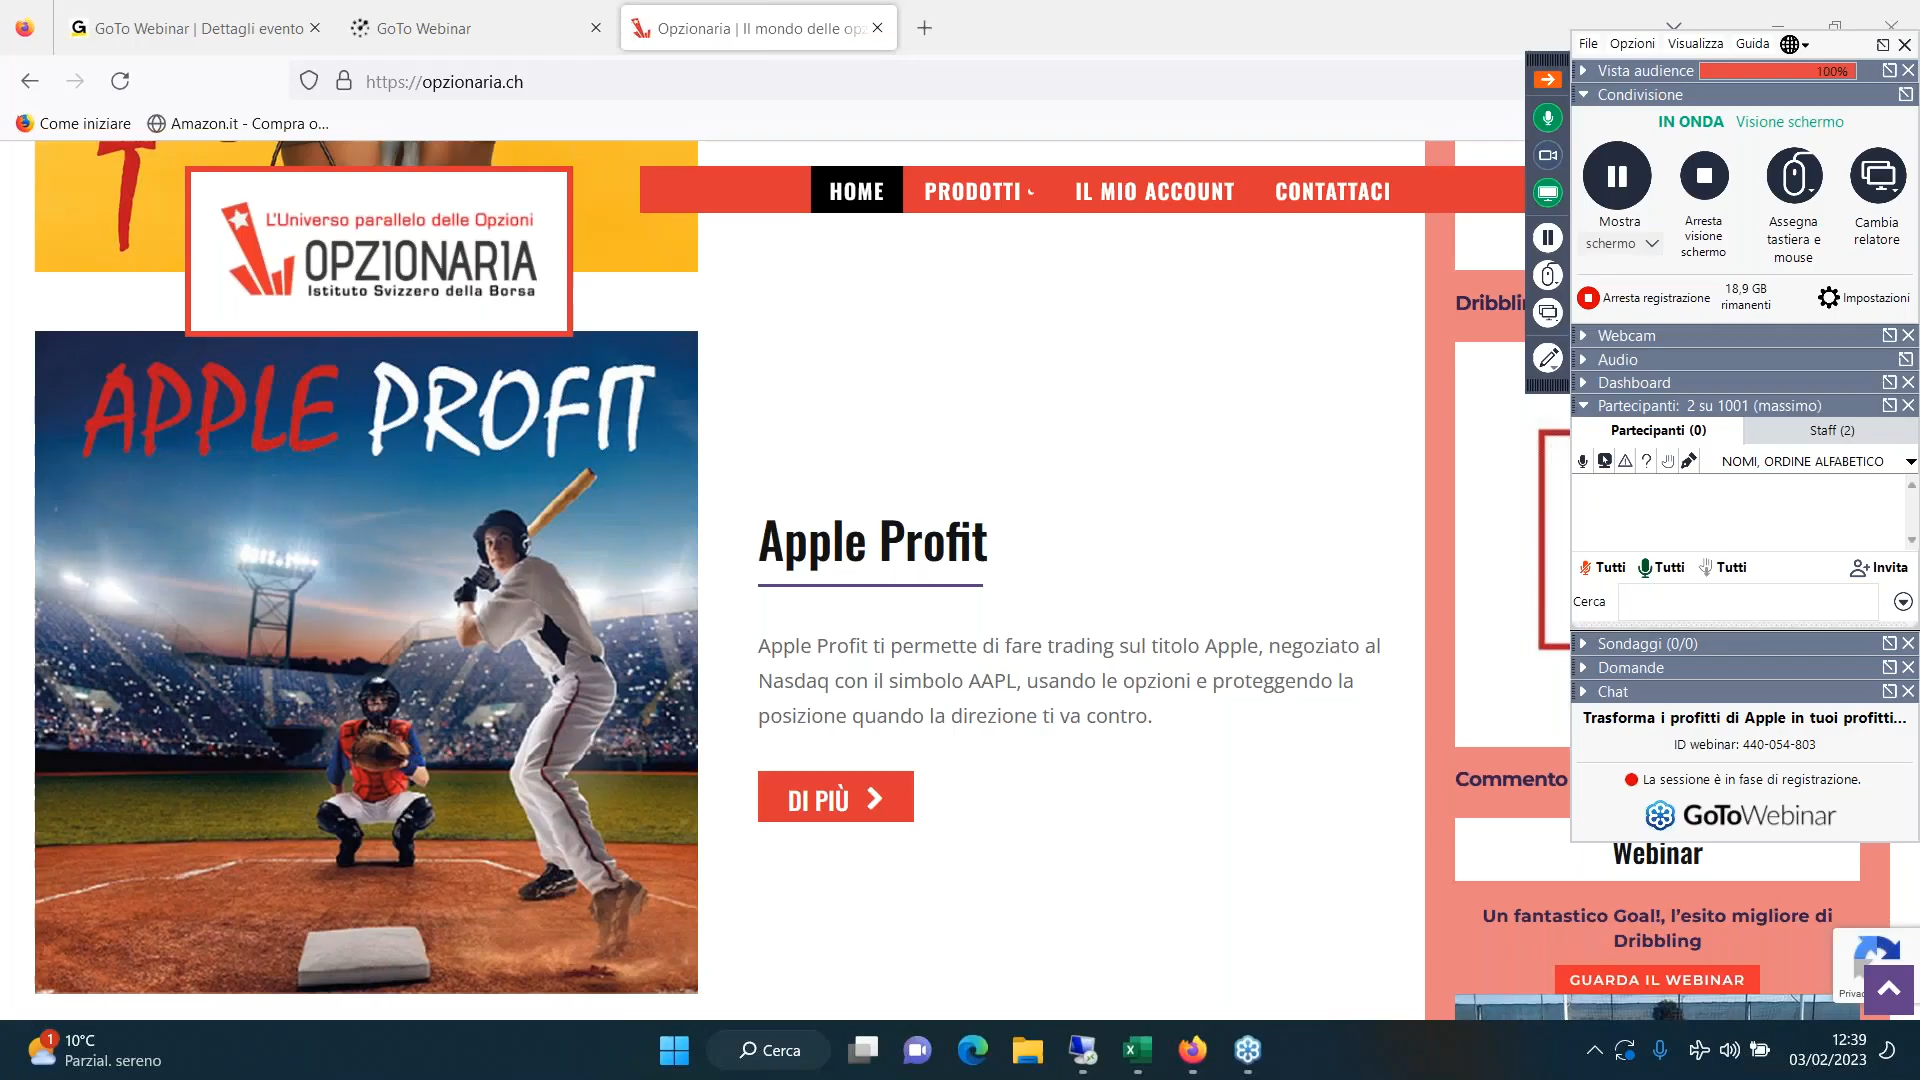 GoTo Webinar | Dettagli evento
GoTo Webinar
Opzionaria | Il mondo delle opz
https://opzionaria.ch
Come iniziare
Amazon.it - Compra o...
L'Universo parallelo delle Opzioni
OPZIONARIA
Istituto Svizzero della Borsa
HOME
PRODOTTI
IL MIO ACCOUNT
CONTATTACI
APPLE PROFIT
Apple Profit
Apple Profit ti permette di fare trading sul titolo Apple, negoziato al
Nasdaq con il simbolo AAPL, usando le opzioni e proteggendo la
posizione quando la direzione ti va contro.
DI PIÙ
Commento
Webinar
Un fantastico Goal!, l'esito migliore di
Dribbling
GUARDA IL WEBINAR
File Opzioni Visualizza Guida
Vista audience 100%
Condivisione
IN ONDA Visione schermo
Mostra
schermo
Arresta
visione
schermo
Assegna
tastiera e
mouse
Cambia
relatore
Arresta registrazione
18,9 GB
rimanenti
Impostazioni
Webcam
Audio
Dashboard
Partecipanti: 2 su 1001 (massimo)
Partecipanti (0) Staff (2)
NOMI, ORDINE ALFABETICO
Tutti Tutti Tutti Invita
Cerca
Sondaggi (0/0)
Domande
Chat
Trasforma i profitti di Apple in tuoi profitti...
ID webinar: 440-054-803
La sessione è in fase di registrazione.
GoToWebinar
1
10°C
Parzial. sereno
Cerca
12:39
03/02/2023